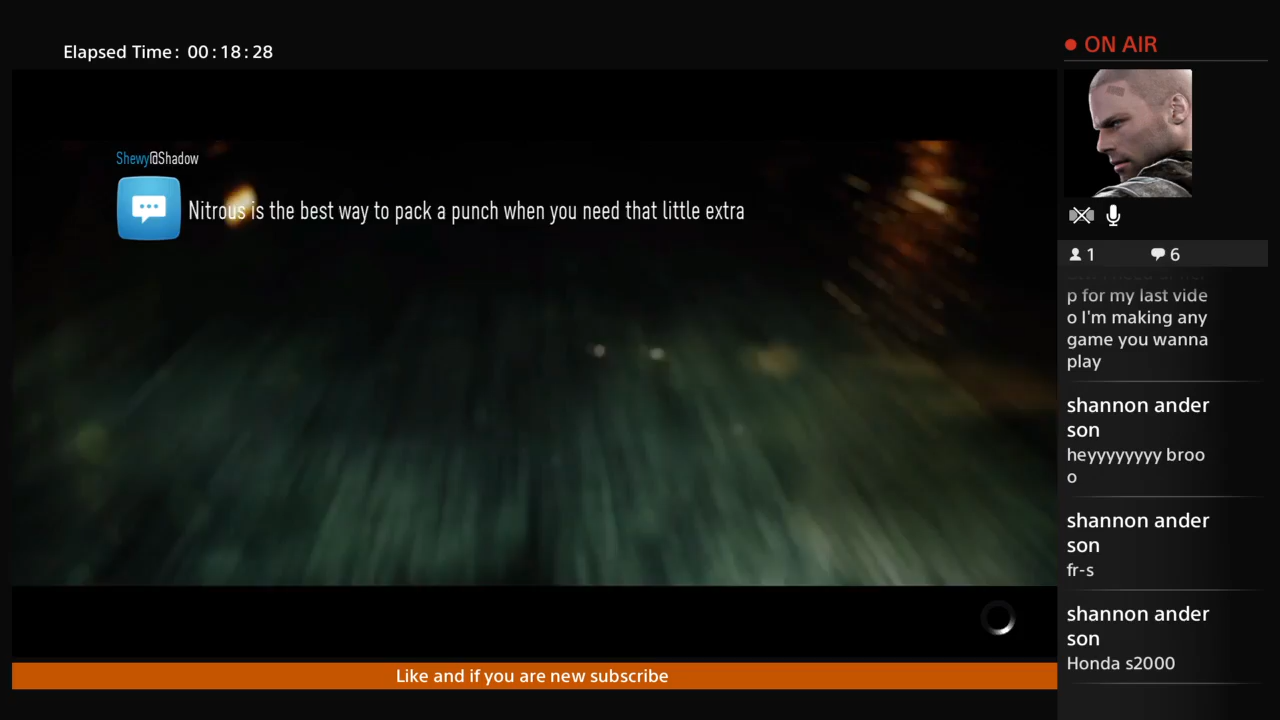 Elapsed Time: 00:18:28
ON AIR
Shewy@Shadow
Nitrous is the best way to pack a punch when you need that little extra
1 6
p for my last vide
o I'm making any
game you wanna
play
shannon ander
son
heyyyyyyyy broo
o
shannon ander
son
fr-s
shannon ander
son
Honda s2000
Like and if you are new subscribe